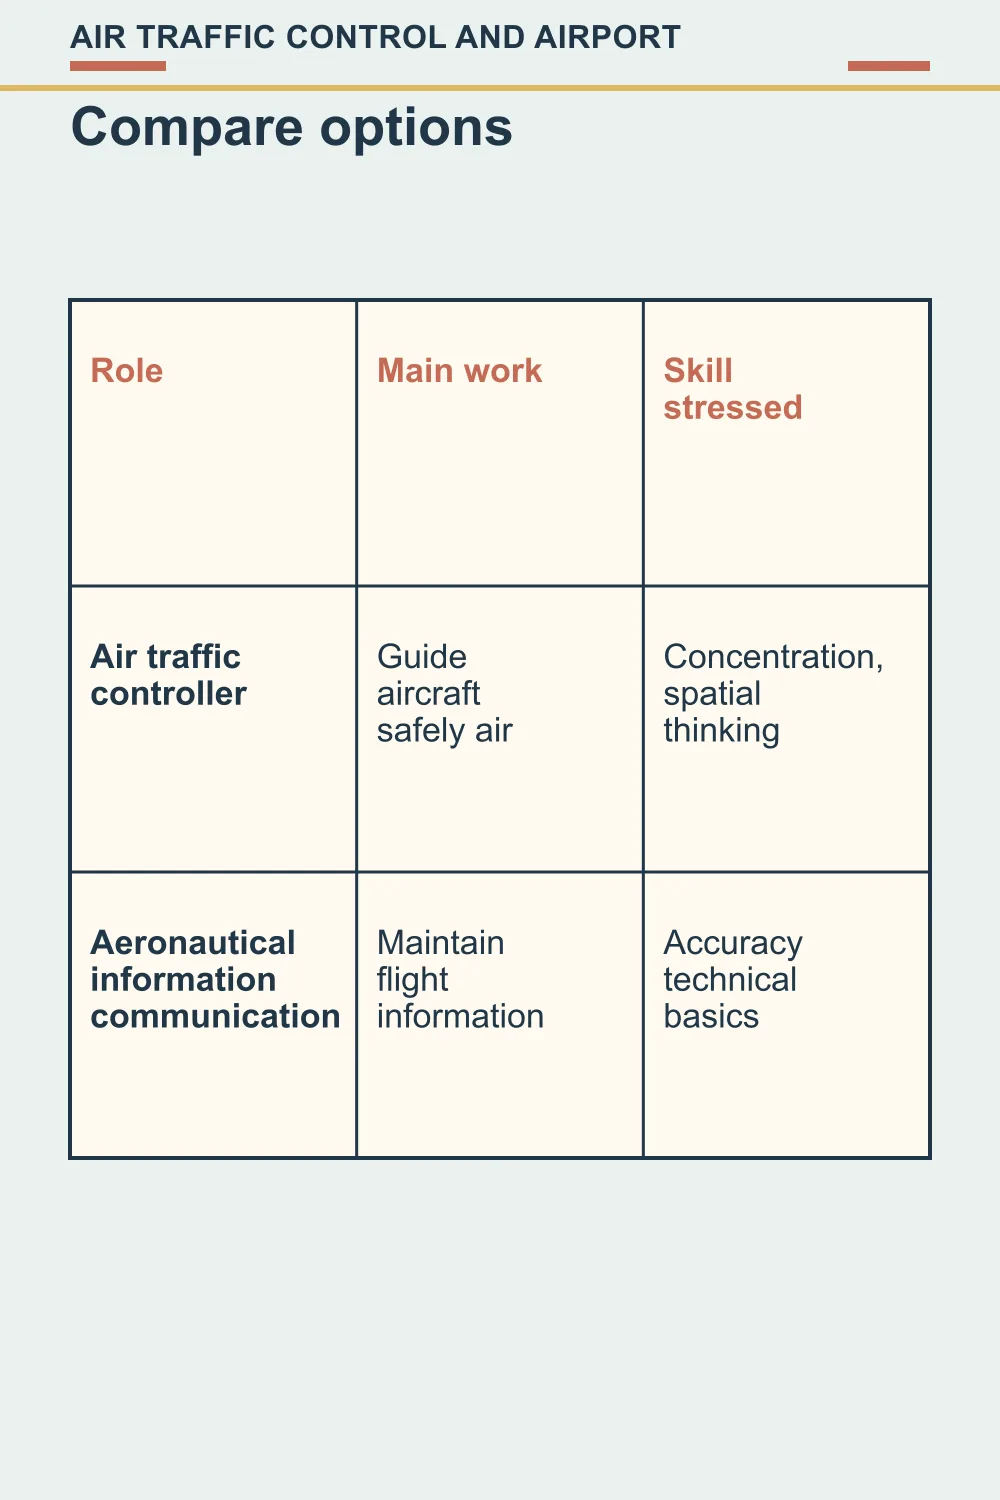 AIR TRAFFIC CONTROL AND AIRPORT
Compare options
Role
Main work
Skill
stressed
Air traffic
controller
Guide
aircraft
safely air
Concentration,
spatial
thinking
Aeronautical
information
communication
Maintain
flight
information
Accuracy
technical
basics